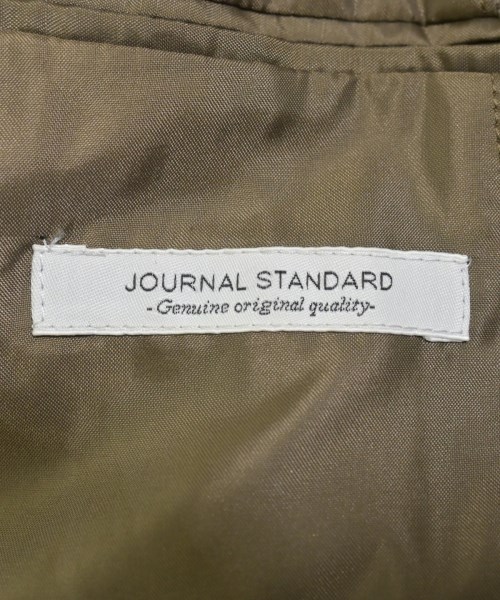 JOURNAL STANDARD
-Genuine original quality-